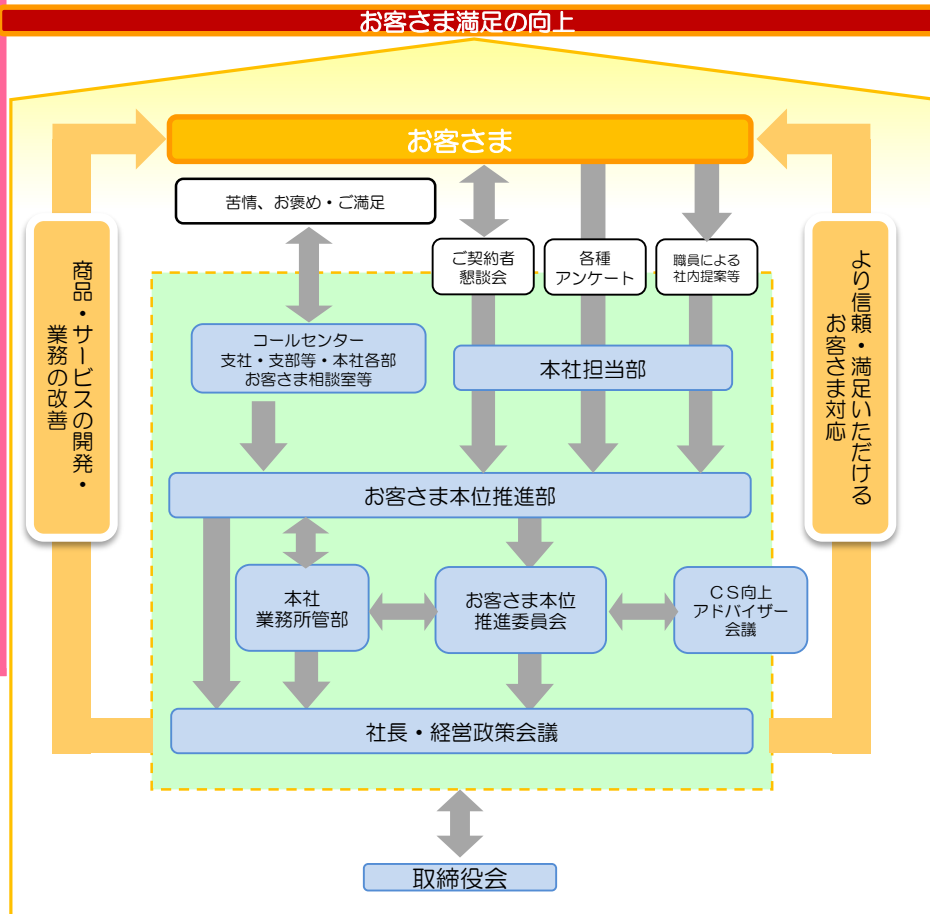 お客さま満足の向上
お客さま
苦情、お褒め・ご満足
ご契約者
懇談会
各種
アンケート
職員による
社内提案等
商品・サービスの開発・
業務の改善
より信頼・満足いただける
お客さま対応
コールセンター
支社・支部等・本社各部
お客さま相談室等
本社担当部
お客さま本位推進部
本社
業務所管部
お客さま本位
推進委員会
ＣＳ向上
アドバイザー
会議
社長・経営政策会議
取締役会